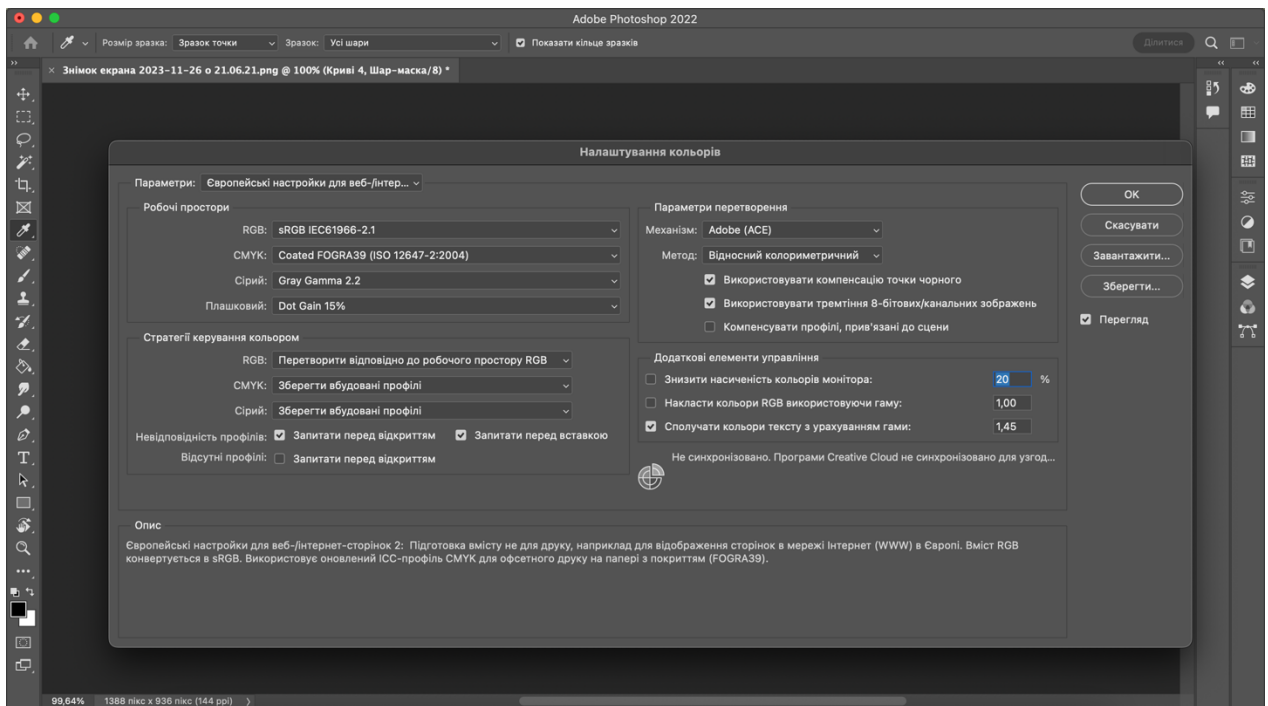 Adobe Photoshop 2022
Розмір зразка: Зразок точки Зразок: Усі шари Показати кільце зразків Ділитися
× Знімок екрана 2023-11-26 о 21.06.21.png @ 100% (Криві 4, Шар-маска/8) *
Налаштування кольорів
Параметри: Європейські настройки для веб-/інтер...
Робочі простори
RGB: sRGB IEC61966-2.1
CMYK: Coated FOGRA39 (ISO 12647-2:2004)
Сірий: Gray Gamma 2.2
Плашковий: Dot Gain 15%
Стратегії керування кольором
RGB: Перетворити відповідно до робочого простору RGB
CMYK: Зберегти вбудовані профілі
Сірий: Зберегти вбудовані профілі
Невідповідність профілів: Запитати перед відкриттям Запитати перед вставкою
Відсутні профілі: Запитати перед відкриттям
Параметри перетворення
Механізм: Adobe (ACE)
Метод: Відносний колориметричний
Використовувати компенсацію точки чорного
Використовувати тремтіння 8-бітових/канальних зображень
Компенсувати профілі, прив'язані до сцени
Додаткові елементи управління
Знизити насиченість кольорів монітора: 20 %
Накласти кольори RGB використовуючи гаму: 1,00
Сполучати кольори тексту з урахуванням гами: 1,45
Не синхронізовано. Програми Creative Cloud не синхронізовано для узгод...
OK
Скасувати
Завантажити...
Зберегти...
Перегляд
Опис
Європейські настройки для веб-/інтернет-сторінок 2: Підготовка вмісту не для друку, наприклад для відображення сторінок в мережі Інтернет (WWW) в Європі. Вміст RGB
конвертується в sRGB. Використовує оновлений ICC-профіль CMYK для офсетного друку на папері з покриттям (FOGRA39).
99,64% 1388 пікс x 936 пікс (144 ppi)